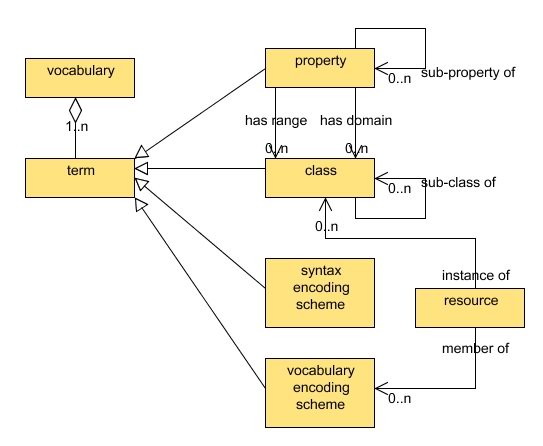 property
vocabulary
0..n
sub-property of
1..n
has range
has domain
0..n
0..n
term
class
0..n
sub-class of
0..n
syntax
encoding
scheme
instance of
resource
member of
vocabulary
encoding
scheme
0..n